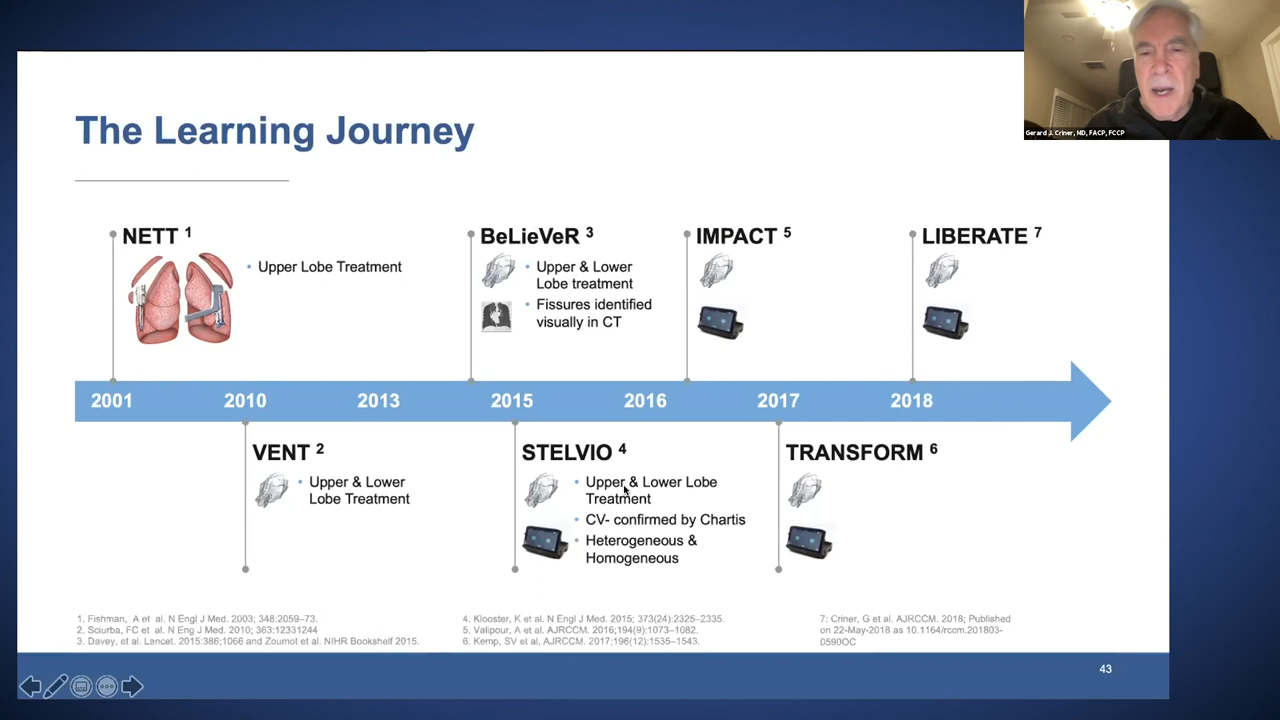 Gerard J. Criner, MD, FACP, FCCP
The Learning Journey
NETT 1
• Upper Lobe Treatment
BeLieVeR 3
• Upper & Lower
Lobe treatment
• Fissures identified
visually in CT
IMPACT 5
LIBERATE 7
2001
2010
2013
2015
2016
2017
2018
VENT 2
• Upper & Lower
Lobe Treatment
STELVIO 4
• Upper & Lower Lobe
Treatment
• CV- confirmed by Chartis
• Heterogeneous &
Homogeneous
TRANSFORM 6
1. Fishman, A et al. N Engl J Med. 2003; 348:2059–73.
2. Sciurba, FC et al. N Eng J Med. 2010; 363:12331244
3. Davey, et al. Lancet. 2015:386;1066 and Zoumot et al. NIHR Bookshelf 2015.
4. Klooster, K et al. N Engl J Med. 2015; 373(24):2325–2335.
5. Valipour, A et al. AJRCCM. 2016;194(9):1073–1082.
6. Kemp, SV et al, AJRCCM. 2017;196(12):1535–1543.
7: Criner, G et al. AJRCCM. 2018; Published
on 22-May-2018 as 10.1164/rccm.201803-
0590OC
43